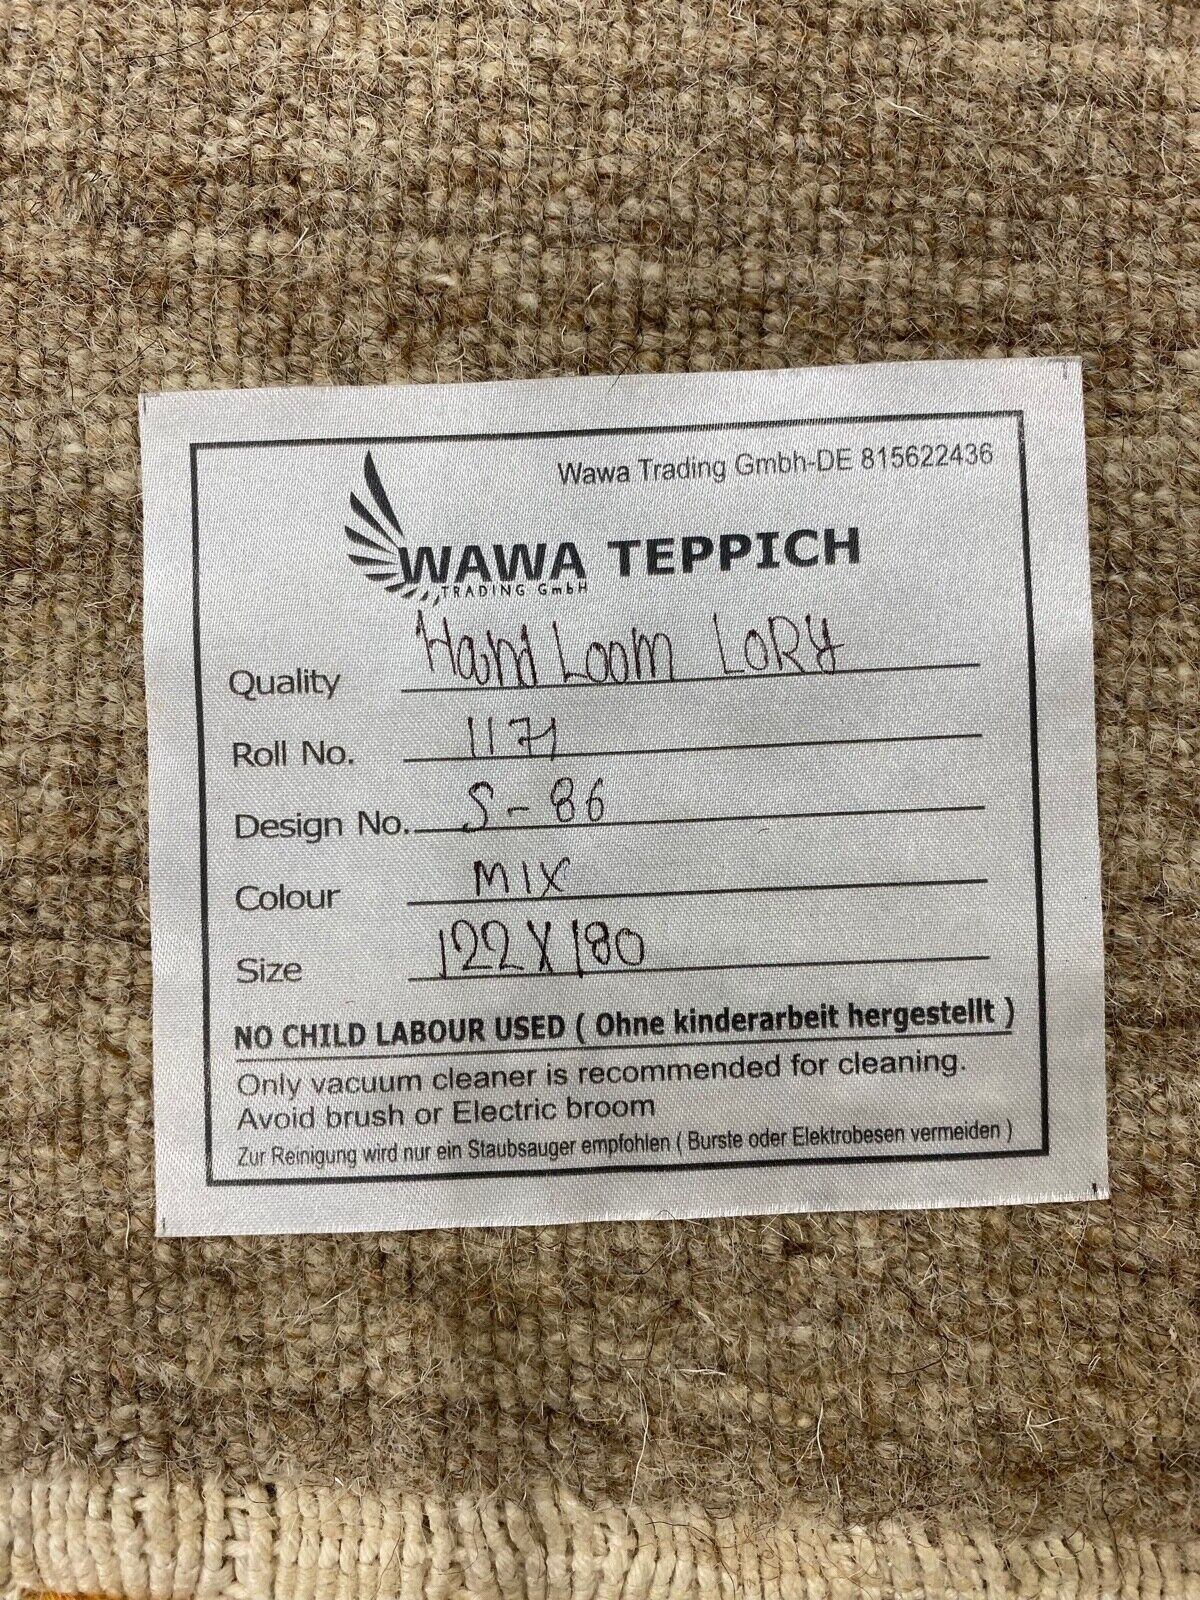 Wawa Trading Gmbh-DE 815622436
WAWA TEPPICH
TRADING GmbH
Quality Hand Loom LORY
Roll No. 1171
Design No. S-86
Colour MIX
Size 122X180
NO CHILD LABOUR USED ( Ohne kinderarbeit hergestellt )
Only vacuum cleaner is recommended for cleaning.
Avoid brush or Electric broom
Zur Reinigung wird nur ein Staubsauger empfohlen ( Burste oder Elektrobesen vermeiden )